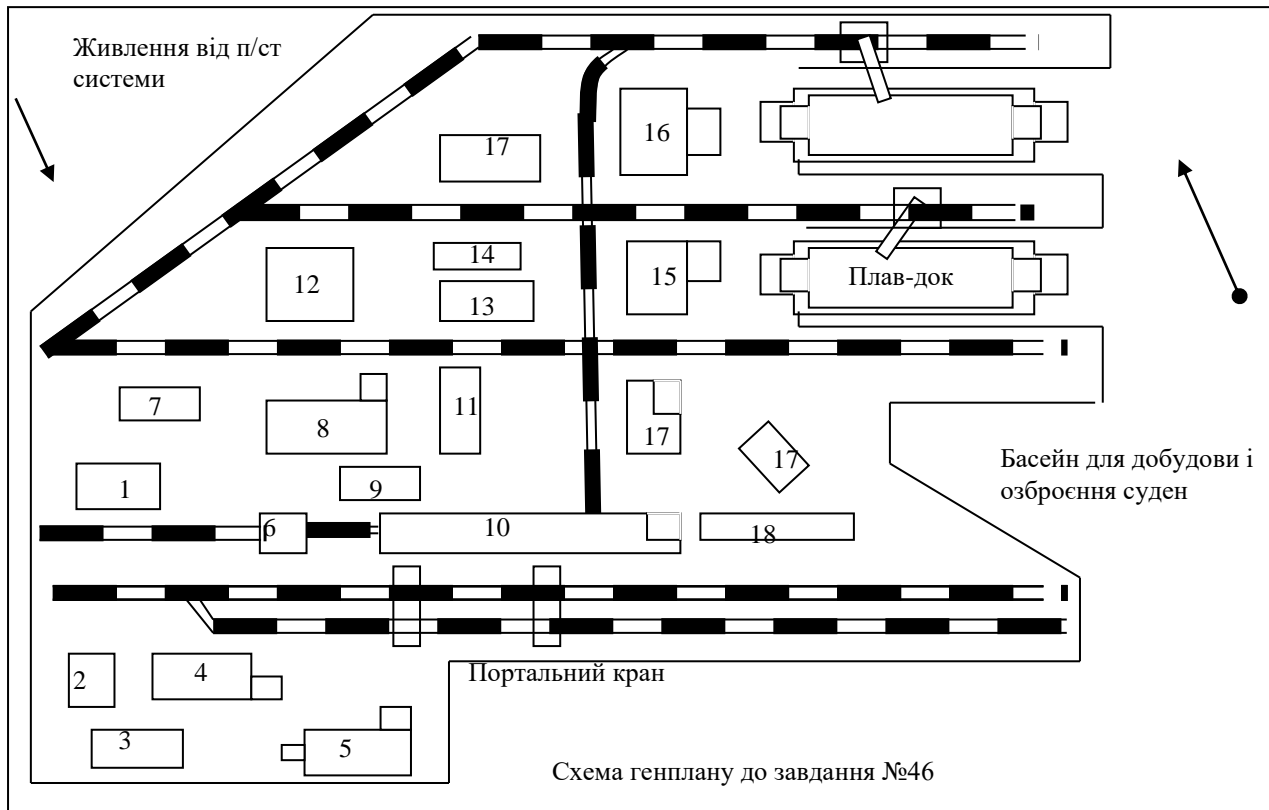 Живлення від п/ст
системи
17
16
14
12
13
15
Плав-док
7
8
11
17
17
1
9
Басейн для добудови і
озброєння суден
6
10
18
2
4
Портальний кран
3
5
Схема генплану до завдання №46